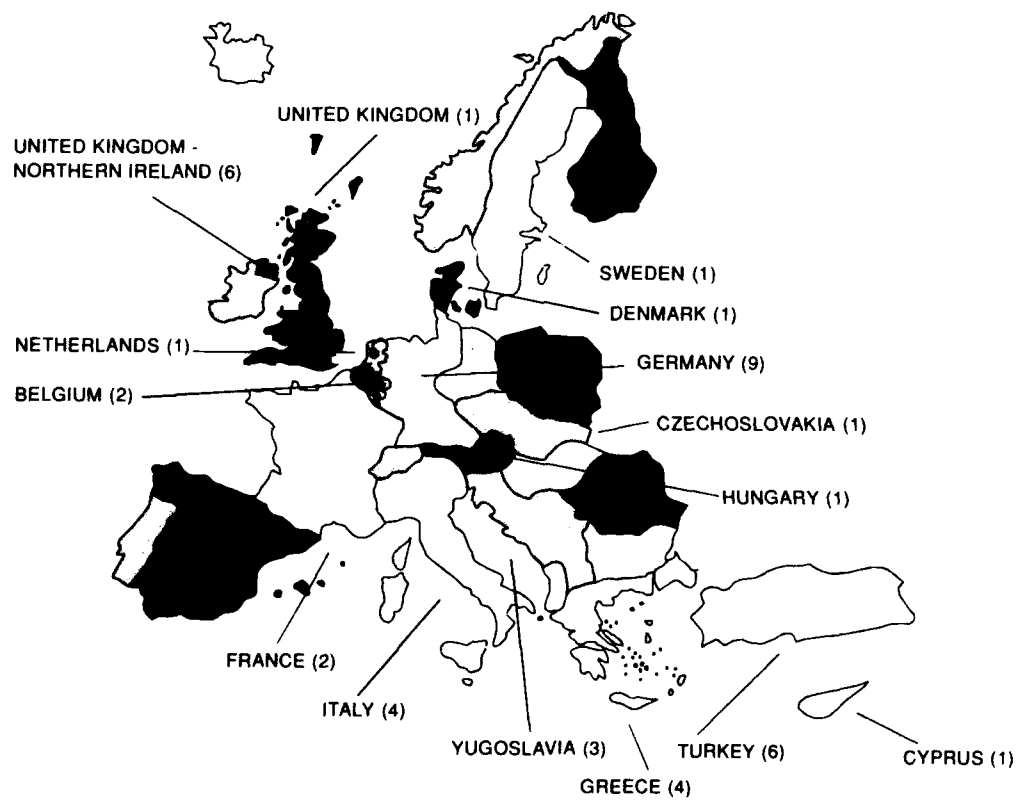 UNITED KINGDOM (1)
UNITED KINGDOM -
NORTHERN IRELAND (6)
SWEDEN (1)
DENMARK (1)
NETHERLANDS (1)
GERMANY (9)
BELGIUM (2)
CZECHOSLOVAKIA (1)
HUNGARY (1)
FRANCE (2)
ITALY (4)
YUGOSLAVIA (3)
TURKEY (6)
CYPRUS (1)
GREECE (4)